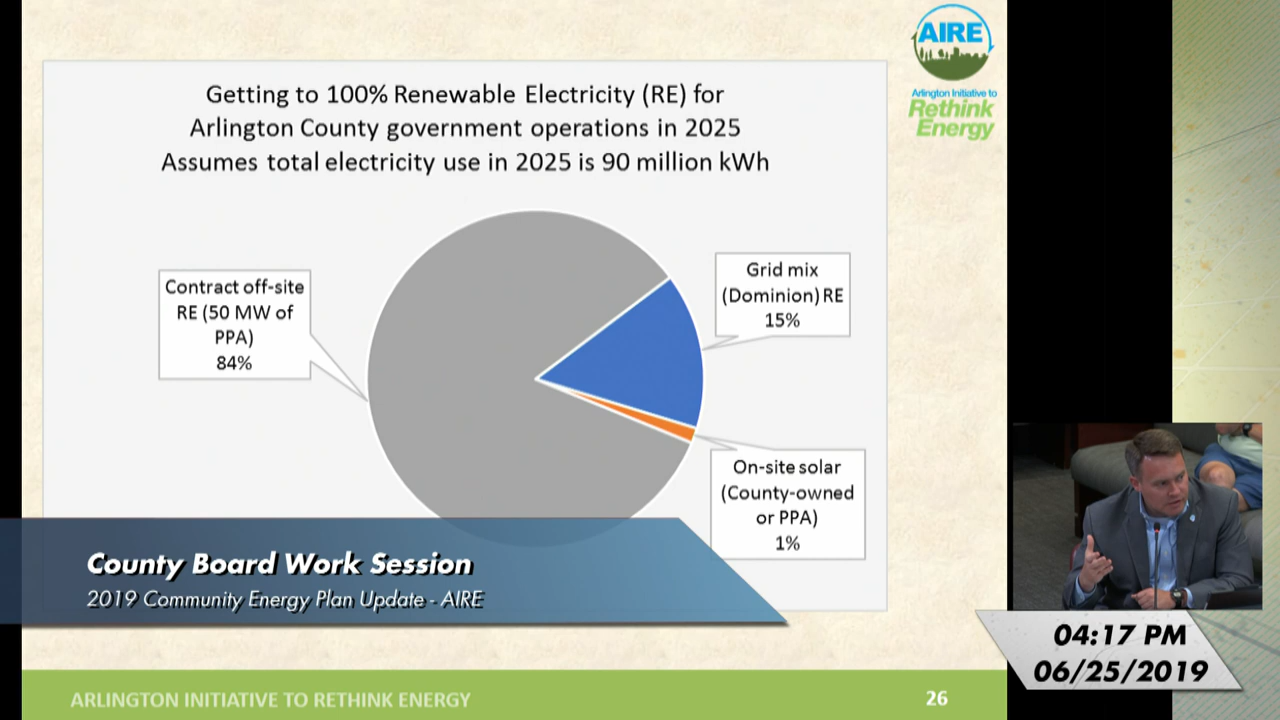 AIRE
Arlington Initiative to
Rethink
Energy
Getting to 100% Renewable Electricity (RE) for
Arlington County government operations in 2025
Assumes total electricity use in 2025 is 90 million kWh
Contract off-site
RE (50 MW of
PPA)
84%
Grid mix
(Dominion) RE
15%
On-site solar
(County-owned
or PPA)
1%
County Board Work Session
2019 Community Energy Plan Update - AIRE
04:17 PM
06/25/2019
ARLINGTON INITIATIVE TO RETHINK ENERGY
26